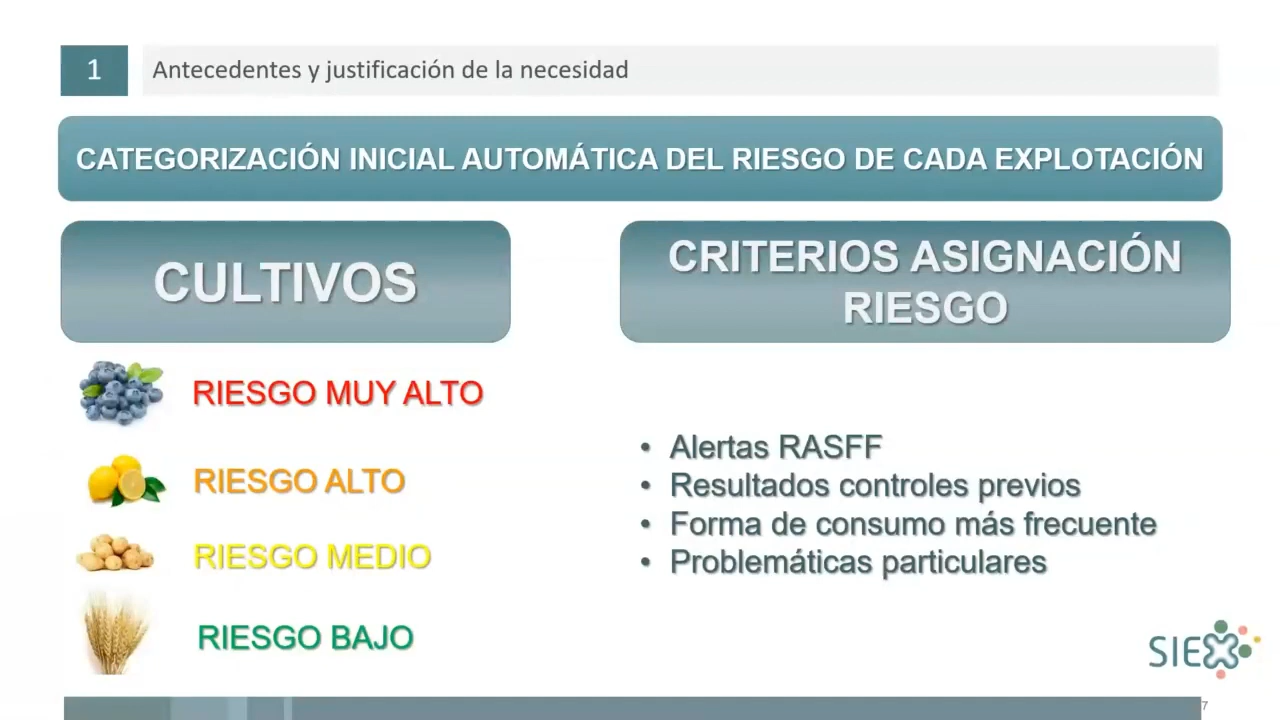 1
Antecedentes y justificación de la necesidad
CATEGORIZACIÓN INICIAL AUTOMÁTICA DEL RIESGO DE CADA EXPLOTACIÓN
CULTIVOS
CRITERIOS ASIGNACIÓN
RIESGO
RIESGO MUY ALTO
RIESGO ALTO
RIESGO MEDIO
RIESGO BAJO
• Alertas RASFF
• Resultados controles previos
• Forma de consumo más frecuente
• Problemáticas particulares
SIEX
7